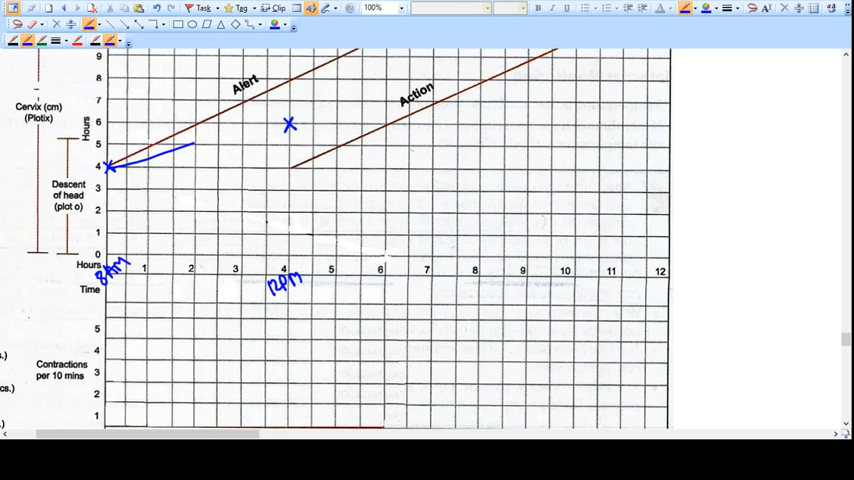 Task Tag Clip 100%
B I U
9
8
Alert
Cervix (cm)
(Plotix)
Hours
7
Action
6
5
4
Descent
of head
(plot o)
3
2
1
0
Hours 1 2 3 4 5 6 7 8 9 10 11 12
8AM 12PM
Time
5
4
Contractions
per 10 mins
3
2
1
s.)
cs.)
.)